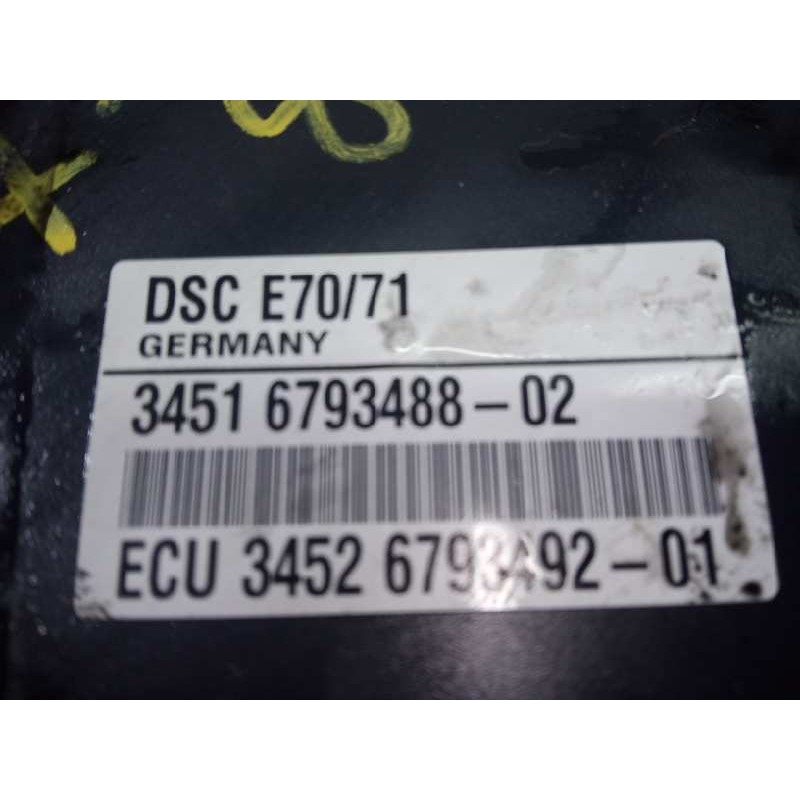 DSC E70/71
GERMANY
3451 6793488-02
ECU 3452 6793492-01